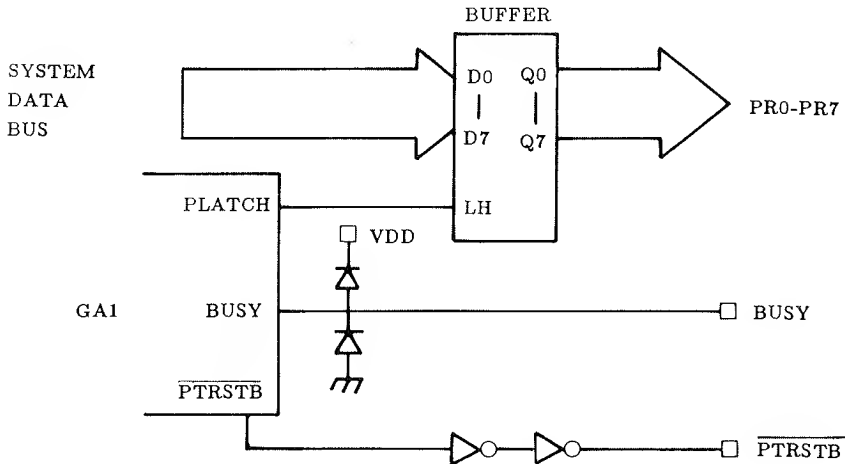 BUFFER
SYSTEM
DATA
BUS
D0
D7
Q0
Q7
PR0-PR7
PLATCH
LH
VDD
GA1
BUSY
BUSY
PTRSTB
PTRSTB